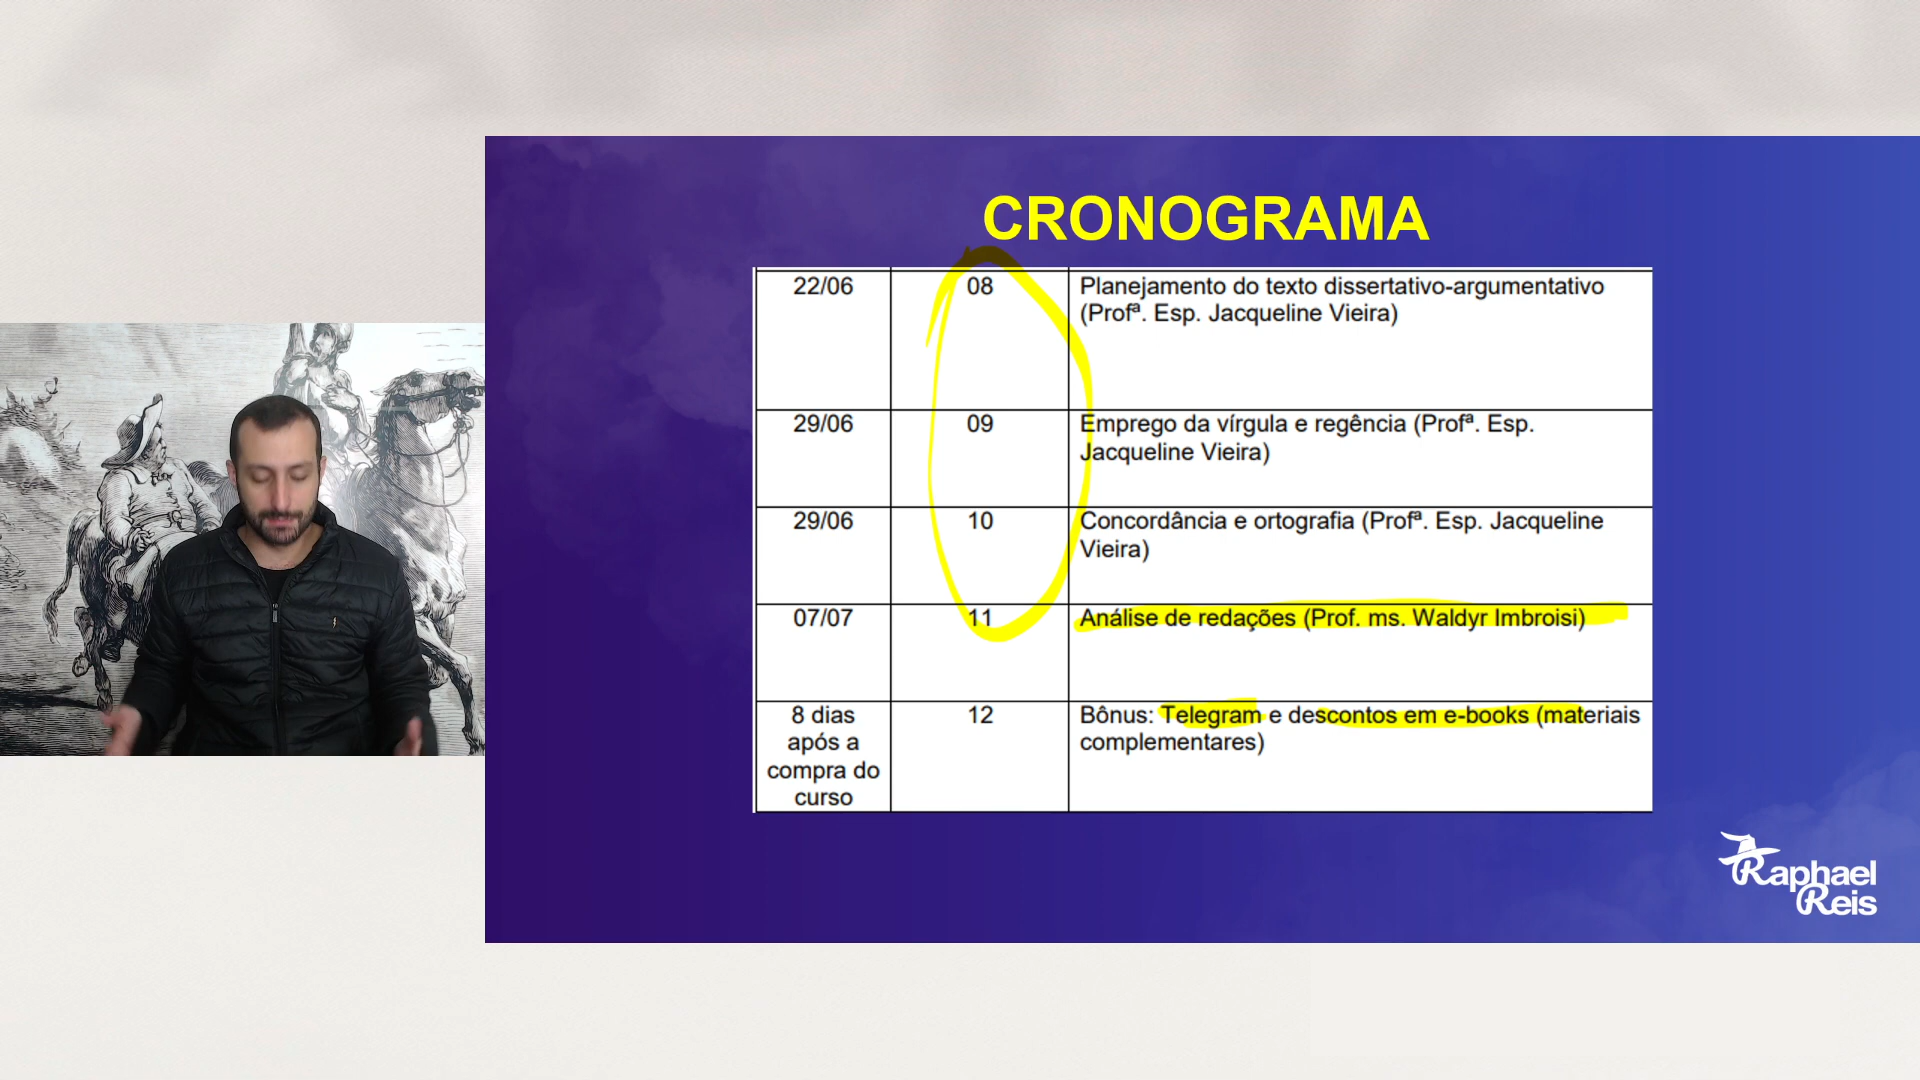 CRONOGRAMA
22/06 08 Planejamento do texto dissertativo-argumentativo
(Profª. Esp. Jacqueline Vieira)
29/06 09 Emprego da vírgula e regência (Profª. Esp.
Jacqueline Vieira)
29/06 10 Concordância e ortografia (Profª. Esp. Jacqueline
Vieira)
07/07 11 Análise de redações (Prof. ms. Waldyr Imbroisi)
8 dias
após a
compra do
curso
12 Bônus: Telegram e descontos em e-books (materiais
complementares)
Raphael
Reis